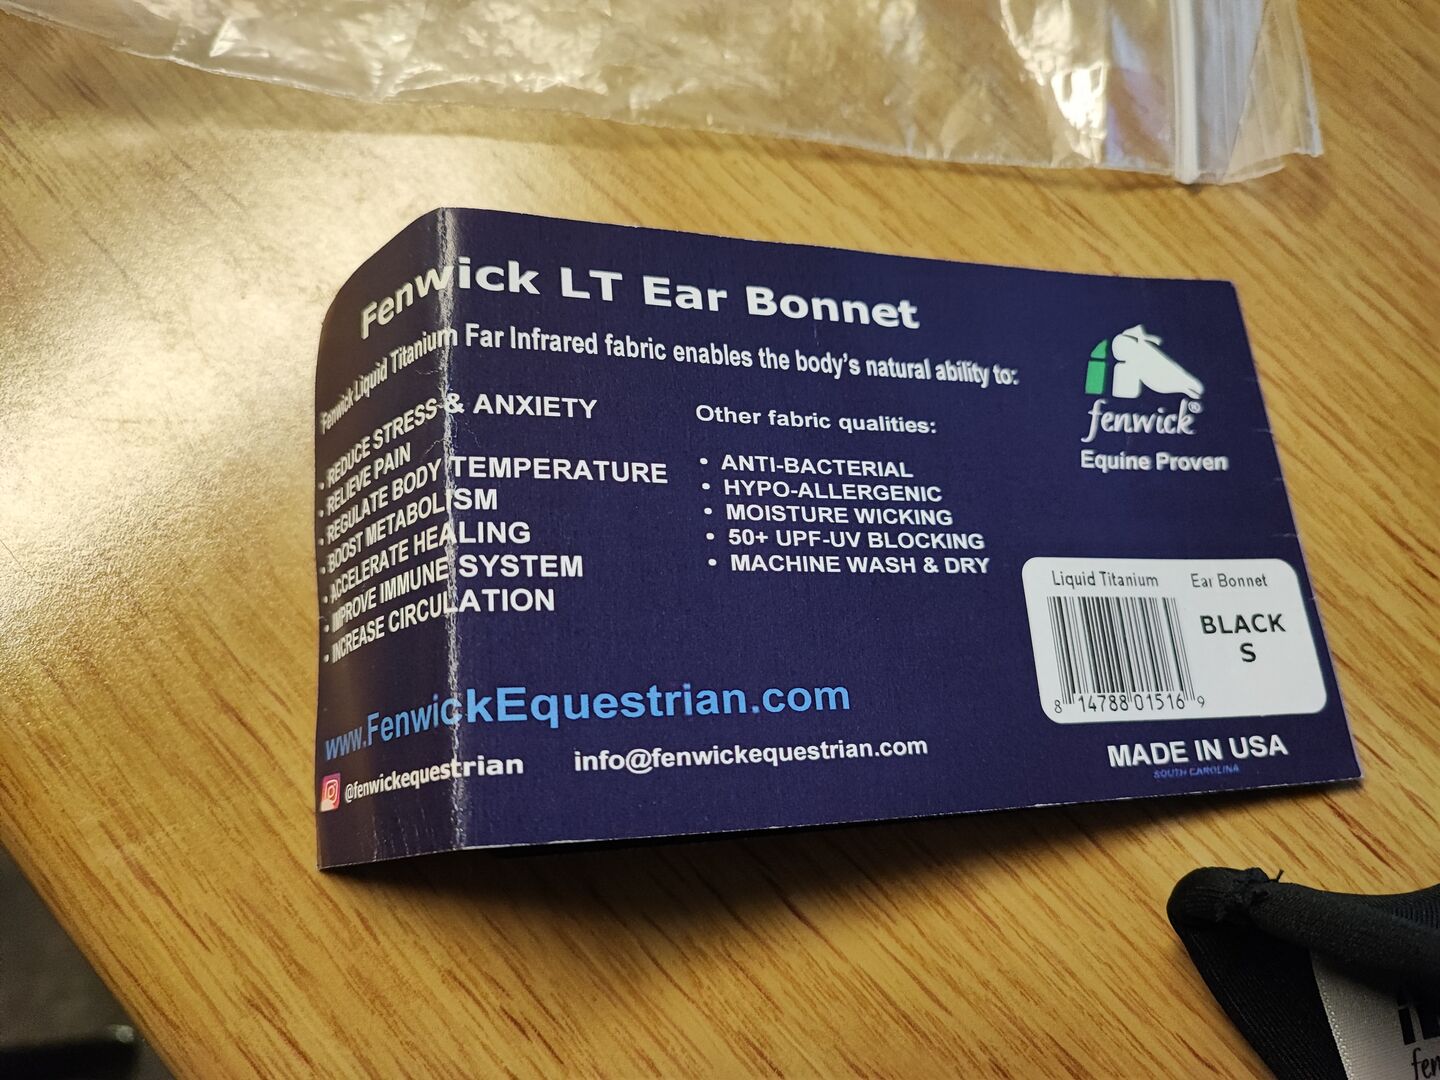 Fenwick LT Ear Bonnet
Fenwick Liquid Titanium Far Infrared fabric enables the body's natural ability to:
• REDUCE STRESS & ANXIETY
• RELIEVE PAIN
• REGULATE BODY TEMPERATURE
• BOOST METABOLISM
• ACCELERATE HEALING
• IMPROVE IMMUNE SYSTEM
• INCREASE CIRCULATION
Other fabric qualities:
• ANTI-BACTERIAL
• HYPO-ALLERGENIC
• MOISTURE WICKING
• 50+ UPF-UV BLOCKING
• MACHINE WASH & DRY
fenwick®
Equine Proven
Liquid Titanium Ear Bonnet
BLACK
S
8 14788 01516 9
www.FenwickEquestrian.com
@fenwickequestrian
info@fenwickequestrian.com
MADE IN USA
SOUTH CAROLINA
fen